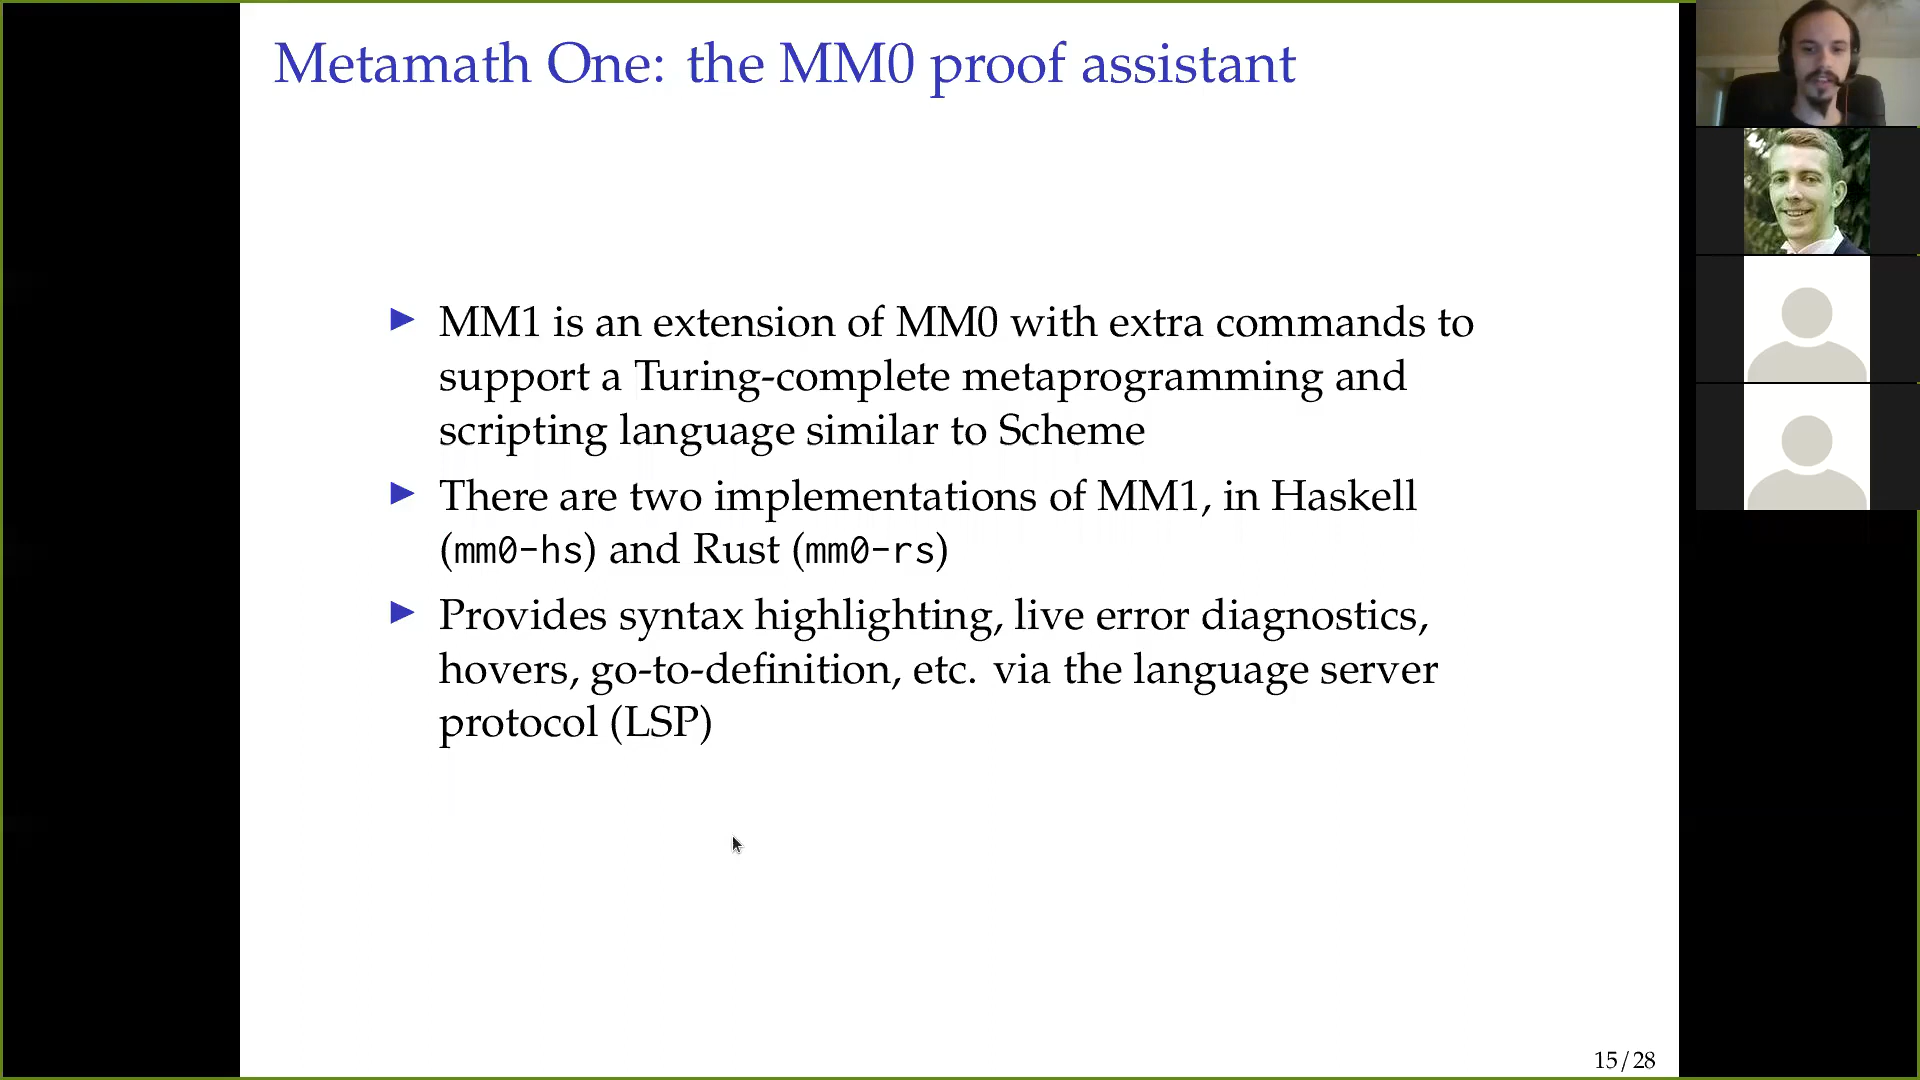 Metamath One: the MM0 proof assistant
▶ MM1 is an extension of MM0 with extra commands to
support a Turing-complete metaprogramming and
scripting language similar to Scheme
▶ There are two implementations of MM1, in Haskell
(mm0-hs) and Rust (mm0-rs)
▶ Provides syntax highlighting, live error diagnostics,
hovers, go-to-definition, etc. via the language server
protocol (LSP)
15/28